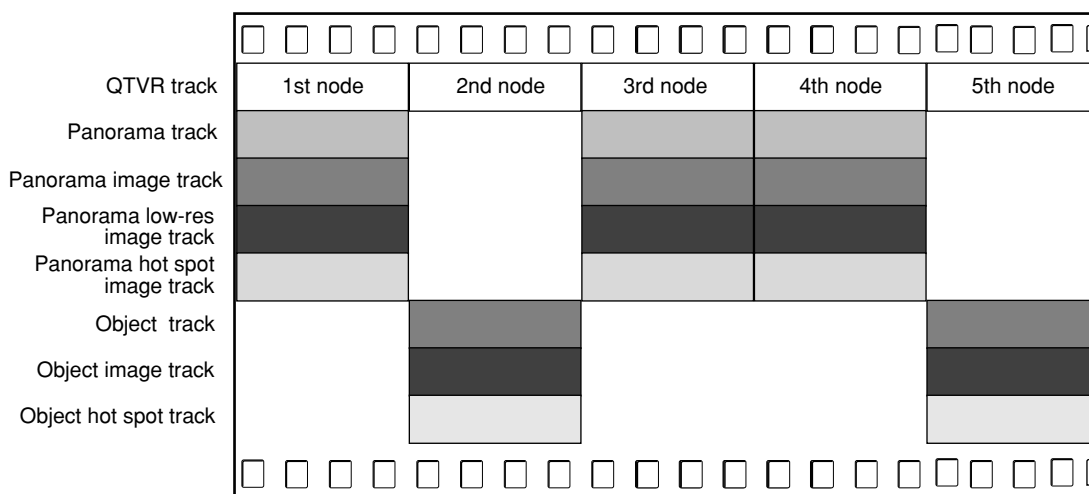 QTVR track 1st node 2nd node 3rd node 4th node 5th node
Panorama track
Panorama image track
Panorama low-res
image track
Panorama hot spot
image track
Object track
Object image track
Object hot spot track